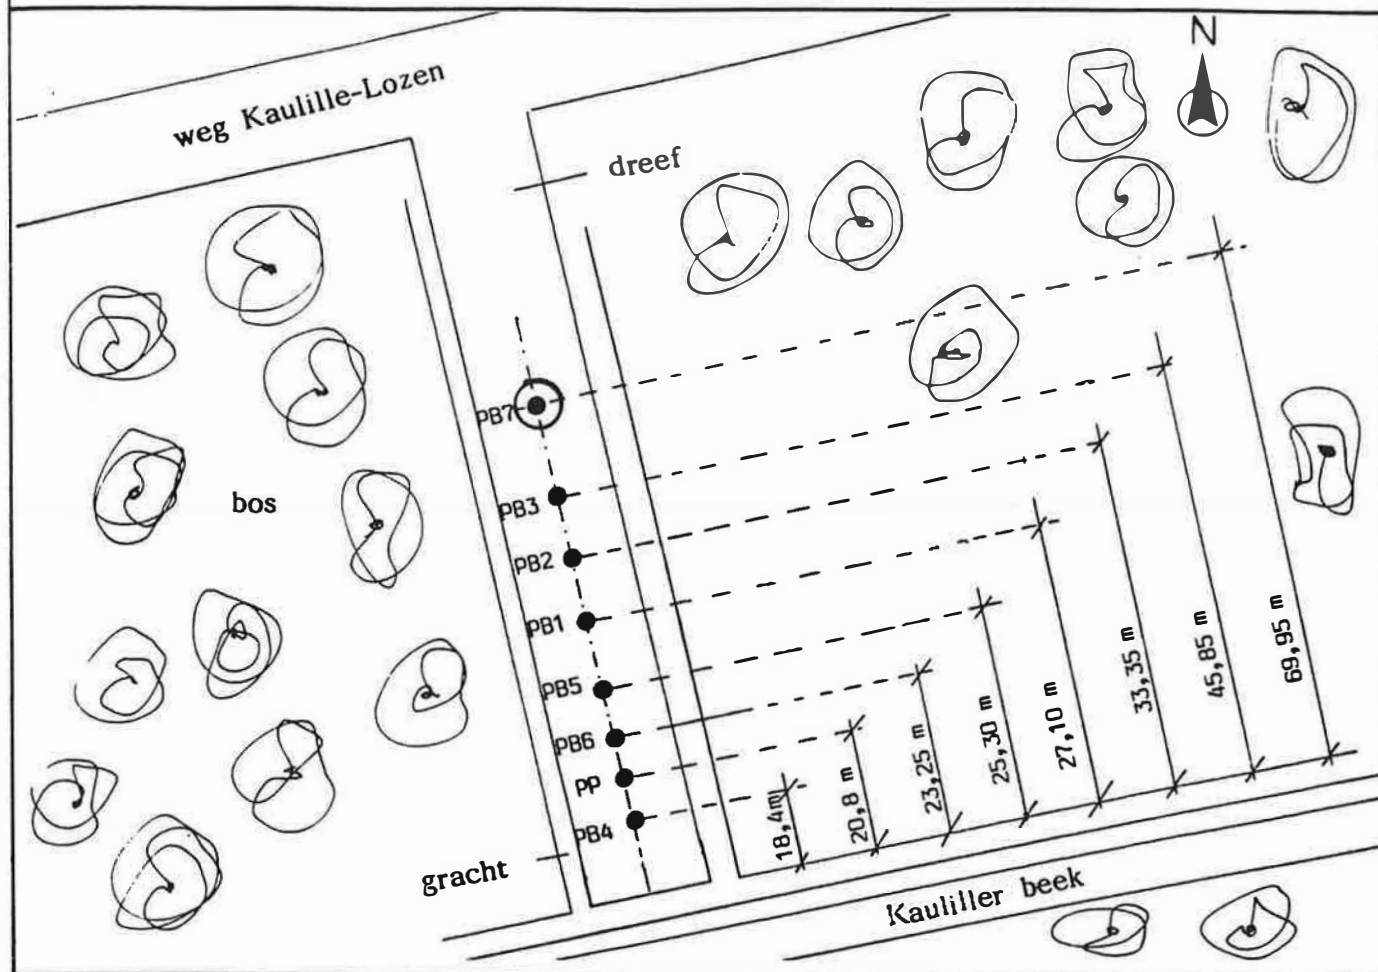 N
weg Kaulille-Lozen
dreef
PB7
PB3
bos
PB2
PB1
PB5
PB6
PP
PB4
18,4m
20,8 m
23,25 m
25,30 m
27,10 m
33,35 m
45,85 m
69,95 m
gracht
Kauliller beek